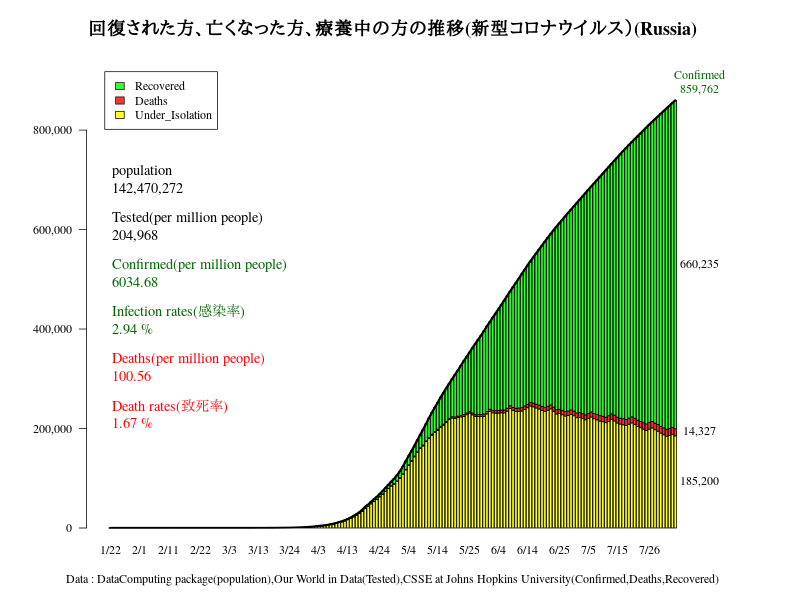 回復された方、亡くなった方、療養中の方の推移(新型コロナウイルス)(Russia)
Confirmed
859,762
Recovered
Deaths
Under_Isolation
800,000
600,000
400,000
200,000
0
population
142,470,272
Tested(per million people)
204,968
Confirmed(per million people)
6034.68
Infection rates(感染率)
2.94 %
Deaths(per million people)
100.56
Death rates(致死率)
1.67 %
660,235
14,327
185,200
1/22 2/1 2/11 2/22 3/3 3/13 3/24 4/3 4/13 4/24 5/4 5/14 5/25 6/4 6/14 6/25 7/5 7/15 7/26
Data : DataComputing package(population),Our World in Data(Tested),CSSE at Johns Hopkins University(Confirmed,Deaths,Recovered)